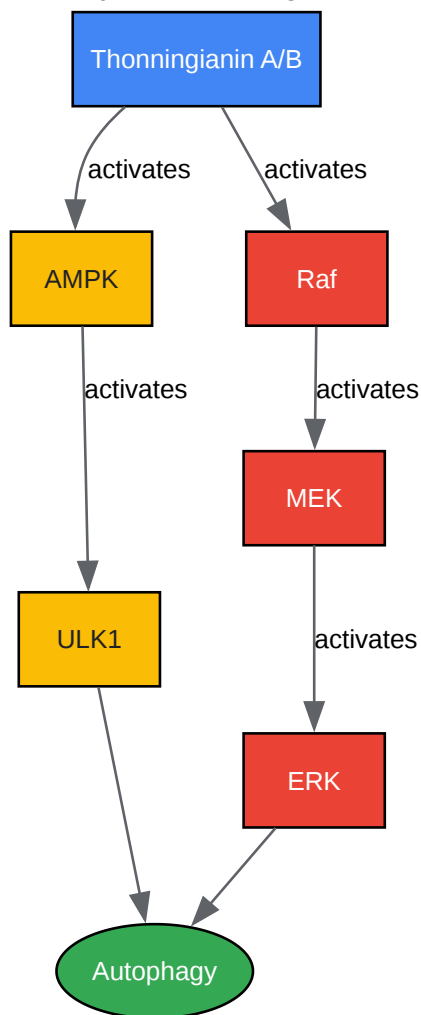 Thonningianin A/B
activates
activates
AMPK
Raf
activates
activates
MEK
ULK1
activates
ERK
Autophagy